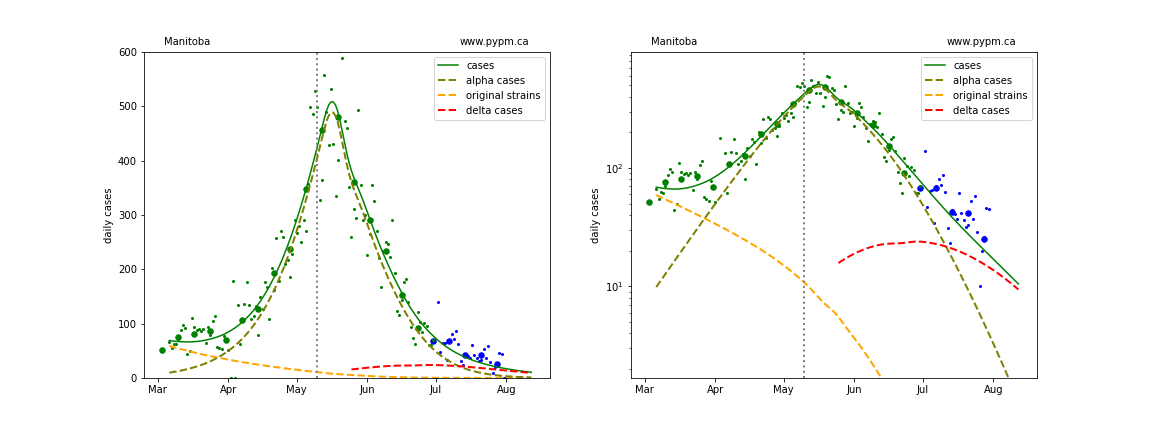 Manitoba www.pypm.ca
600
500
400
300
200
100
0
daily cases
cases
alpha cases
original strains
delta cases
Mar Apr May Jun Jul Aug
Manitoba www.pypm.ca
10²
10¹
daily cases
cases
alpha cases
original strains
delta cases
Mar Apr May Jun Jul Aug